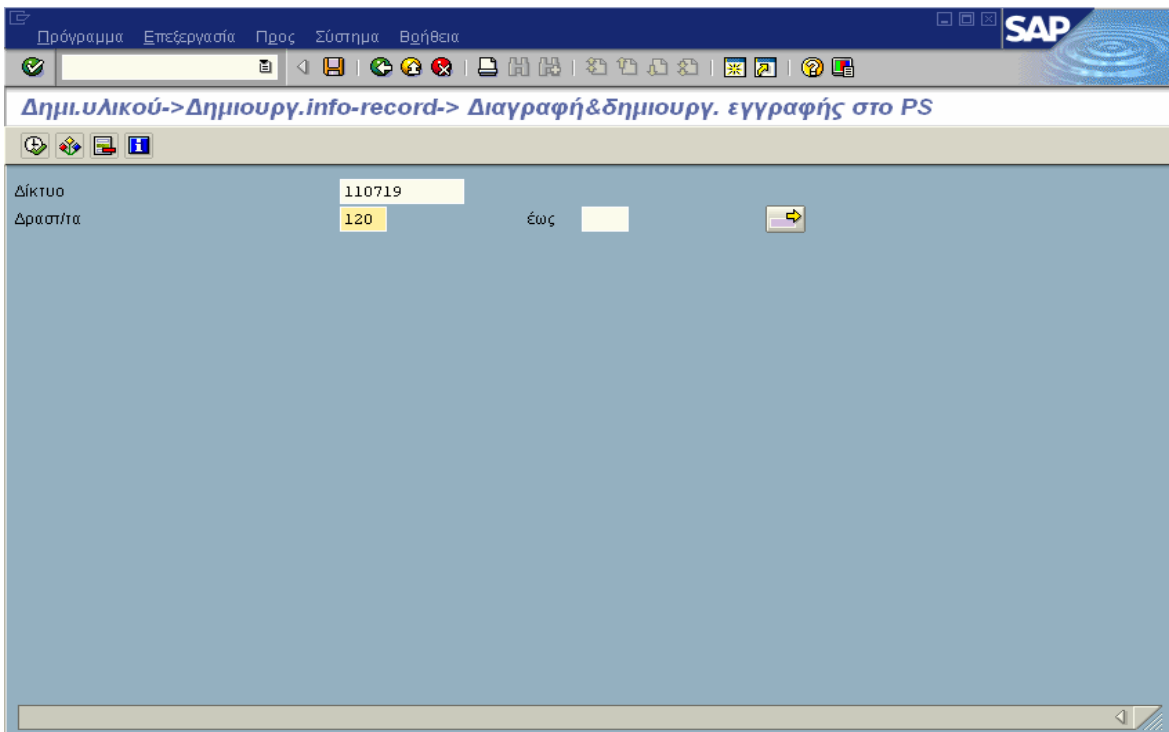 Πρόγραμμα Επεξεργασία Προς Σύστημα Βοήθεια
SAP
Δημι.υλικού->Δημιουργ.info-record-> Διαγραφή&δημιουργ. εγγραφής στο PS
Δίκτυο 110719
Δραστ/τα 120 έως